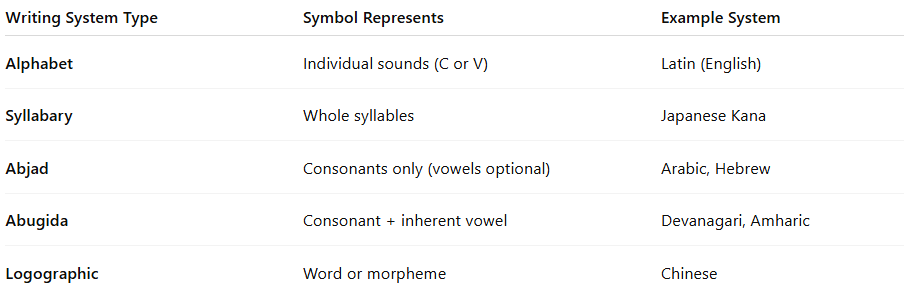 Writing System Type Symbol Represents Example System
Alphabet Individual sounds (C or V) Latin (English)
Syllabary Whole syllables Japanese Kana
Abjad Consonants only (vowels optional) Arabic, Hebrew
Abugida Consonant + inherent vowel Devanagari, Amharic
Logographic Word or morpheme Chinese